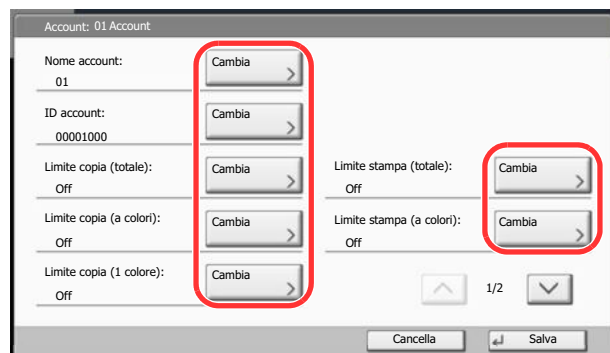 Account: 01 Account
Nome account:
01
Cambia
ID account:
00001000
Cambia
Limite copia (totale):
Off
Cambia
Limite stampa (totale):
Off
Cambia
Limite copia (a colori):
Off
Cambia
Limite stampa (a colori):
Off
Cambia
Limite copia (1 colore):
Off
Cambia
1/2
Cancella
Salva